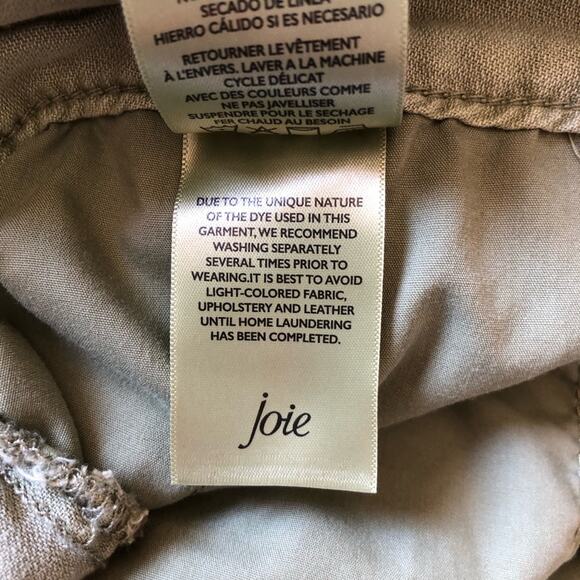 SECADO DE LINEA
HIERRO CÁLIDO SI ES NECESARIO
RETOURNER LE VÊTEMENT
À L'ENVERS. LAVER A LA MACHINE
CYCLE DÉLICAT
AVEC DES COULEURS COMME
NE PAS JAVELLISER
SUSPENDRE POUR LE SECHAGE
FER CHAUD AU BESOIN
DUE TO THE UNIQUE NATURE
OF THE DYE USED IN THIS
GARMENT, WE RECOMMEND
WASHING SEPARATELY
SEVERAL TIMES PRIOR TO
WEARING.IT IS BEST TO AVOID
LIGHT-COLORED FABRIC,
UPHOLSTERY AND LEATHER
UNTIL HOME LAUNDERING
HAS BEEN COMPLETED.
joie